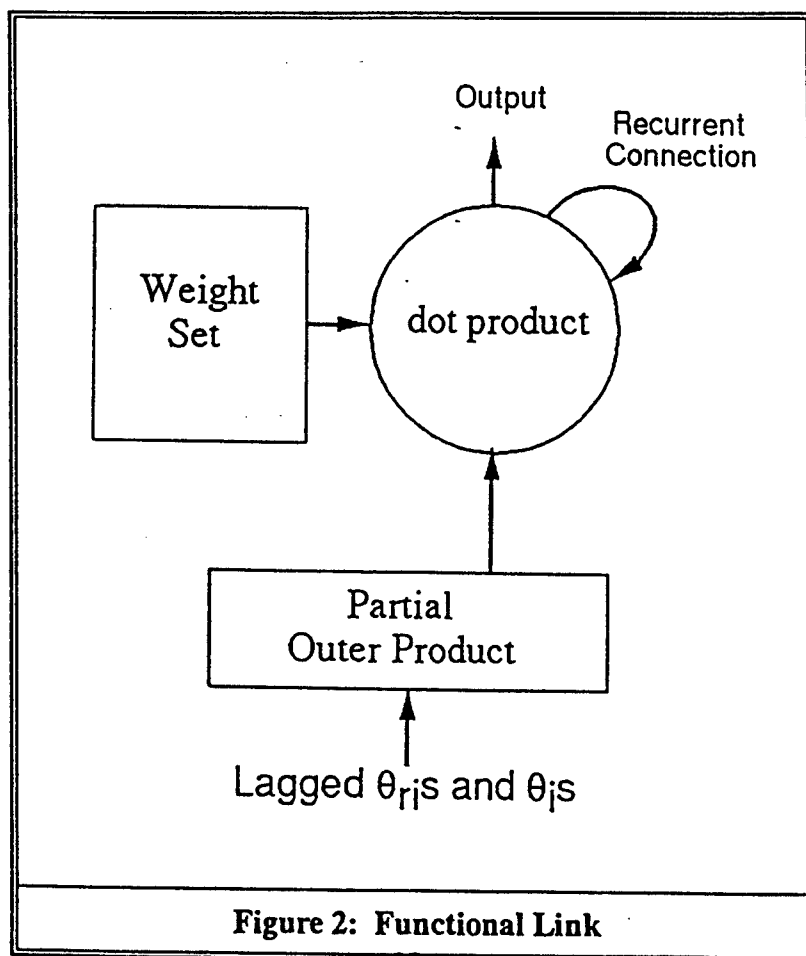 Output
Recurrent
Connection
Weight
Set
dot product
Partial
Outer Product
Lagged θrjs and θjs
Figure 2: Functional Link